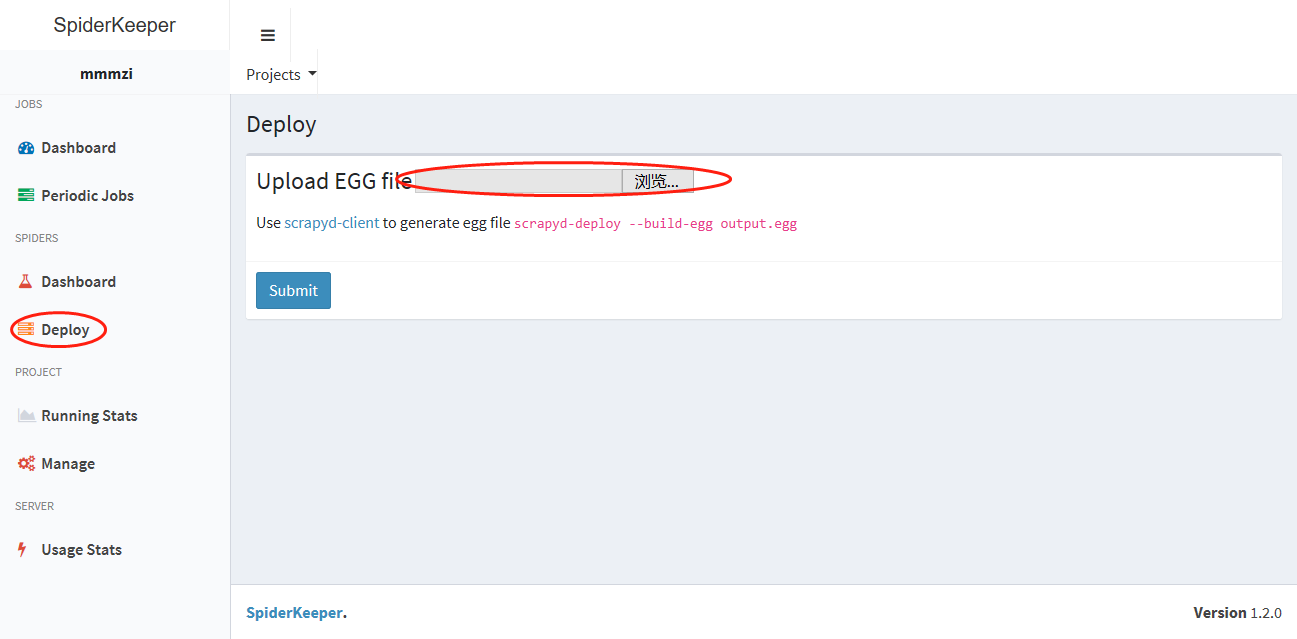 SpiderKeeper
mmmzi
Projects
JOBS
Dashboard
Periodic Jobs
SPIDERS
Dashboard
Deploy
PROJECT
Running Stats
Manage
SERVER
Usage Stats
Deploy
Upload EGG file 浏览...
Use scrapyd-client to generate egg file scrapyd-deploy --build-egg output.egg
Submit
SpiderKeeper. Version 1.2.0